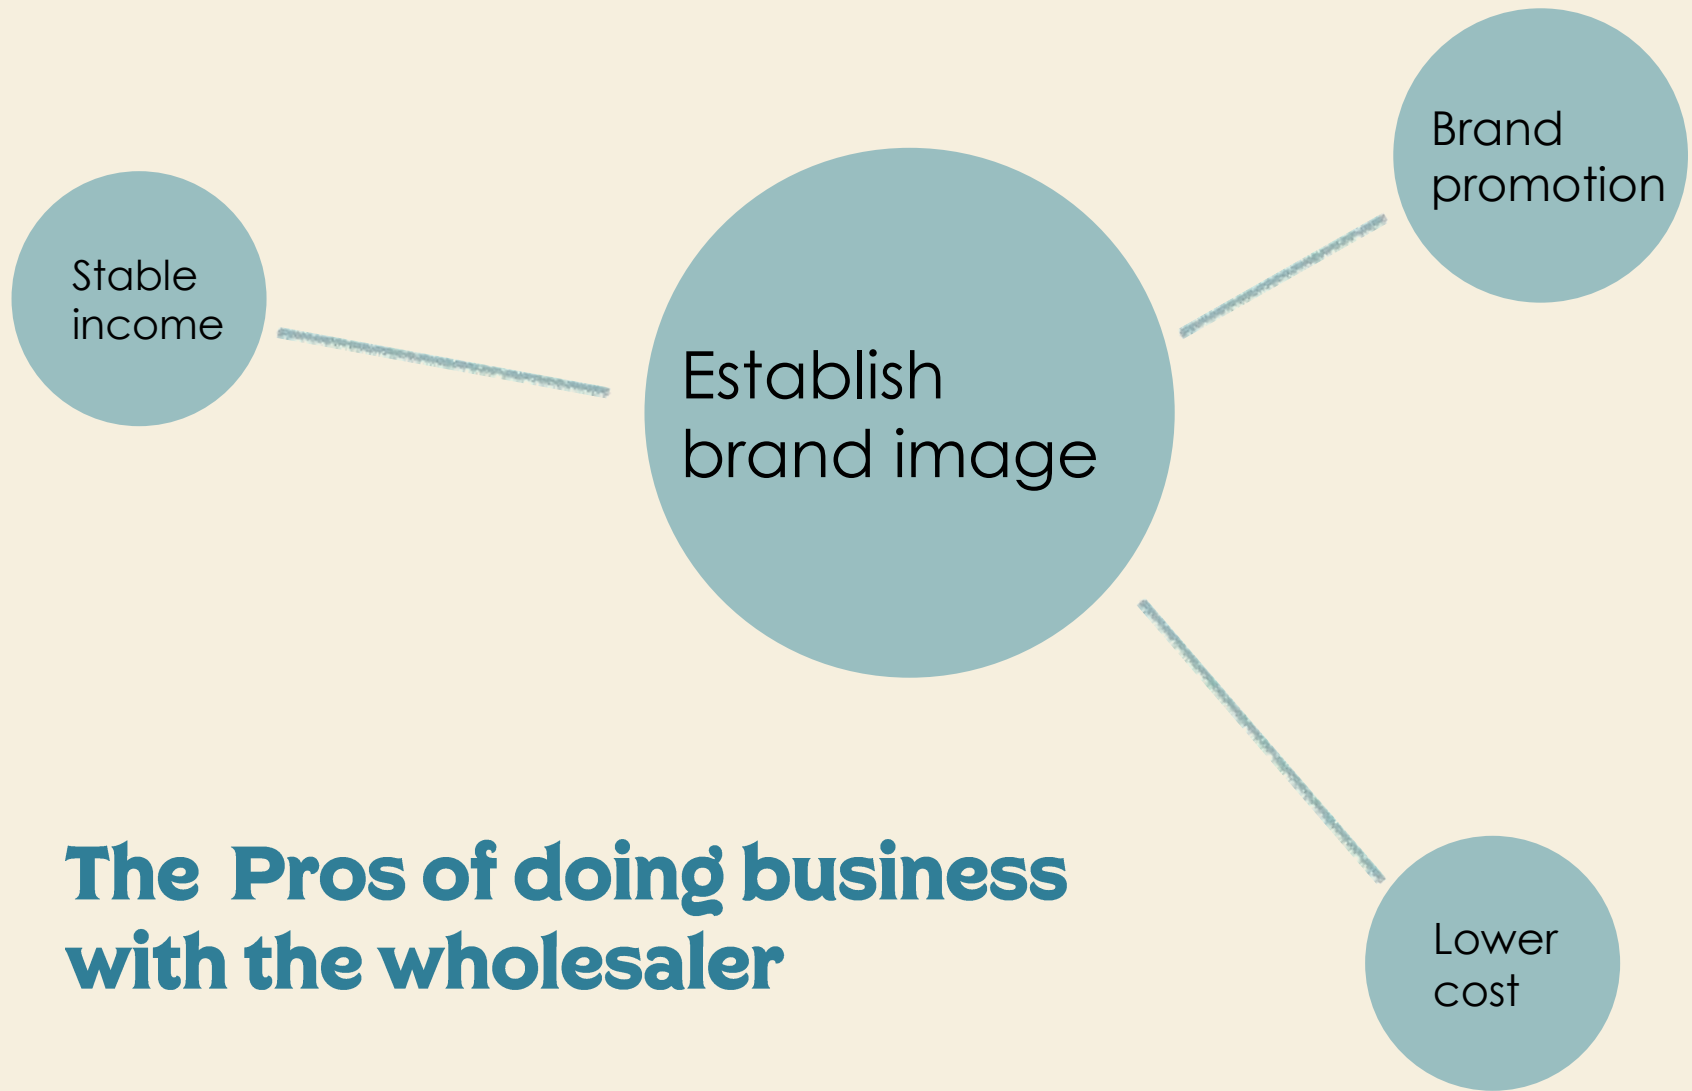 Brand
promotion
Stable
income
Establish
brand image
The Pros of doing business
with the wholesaler
Lower
cost